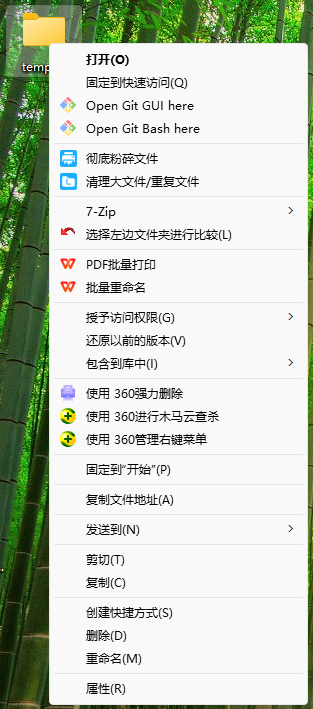 temp
打开(O)
固定到快速访问(Q)
Open Git GUI here
Open Git Bash here
彻底粉碎文件
清理大文件/重复文件
7-Zip
选择左边文件夹进行比较(L)
PDF批量打印
批量重命名
授予访问权限(G)
还原以前的版本(V)
包含到库中(I)
使用 360强力删除
使用 360进行木马云查杀
使用 360管理右键菜单
固定到“开始”(P)
复制文件地址(A)
发送到(N)
剪切(T)
复制(C)
创建快捷方式(S)
删除(D)
重命名(M)
属性(R)